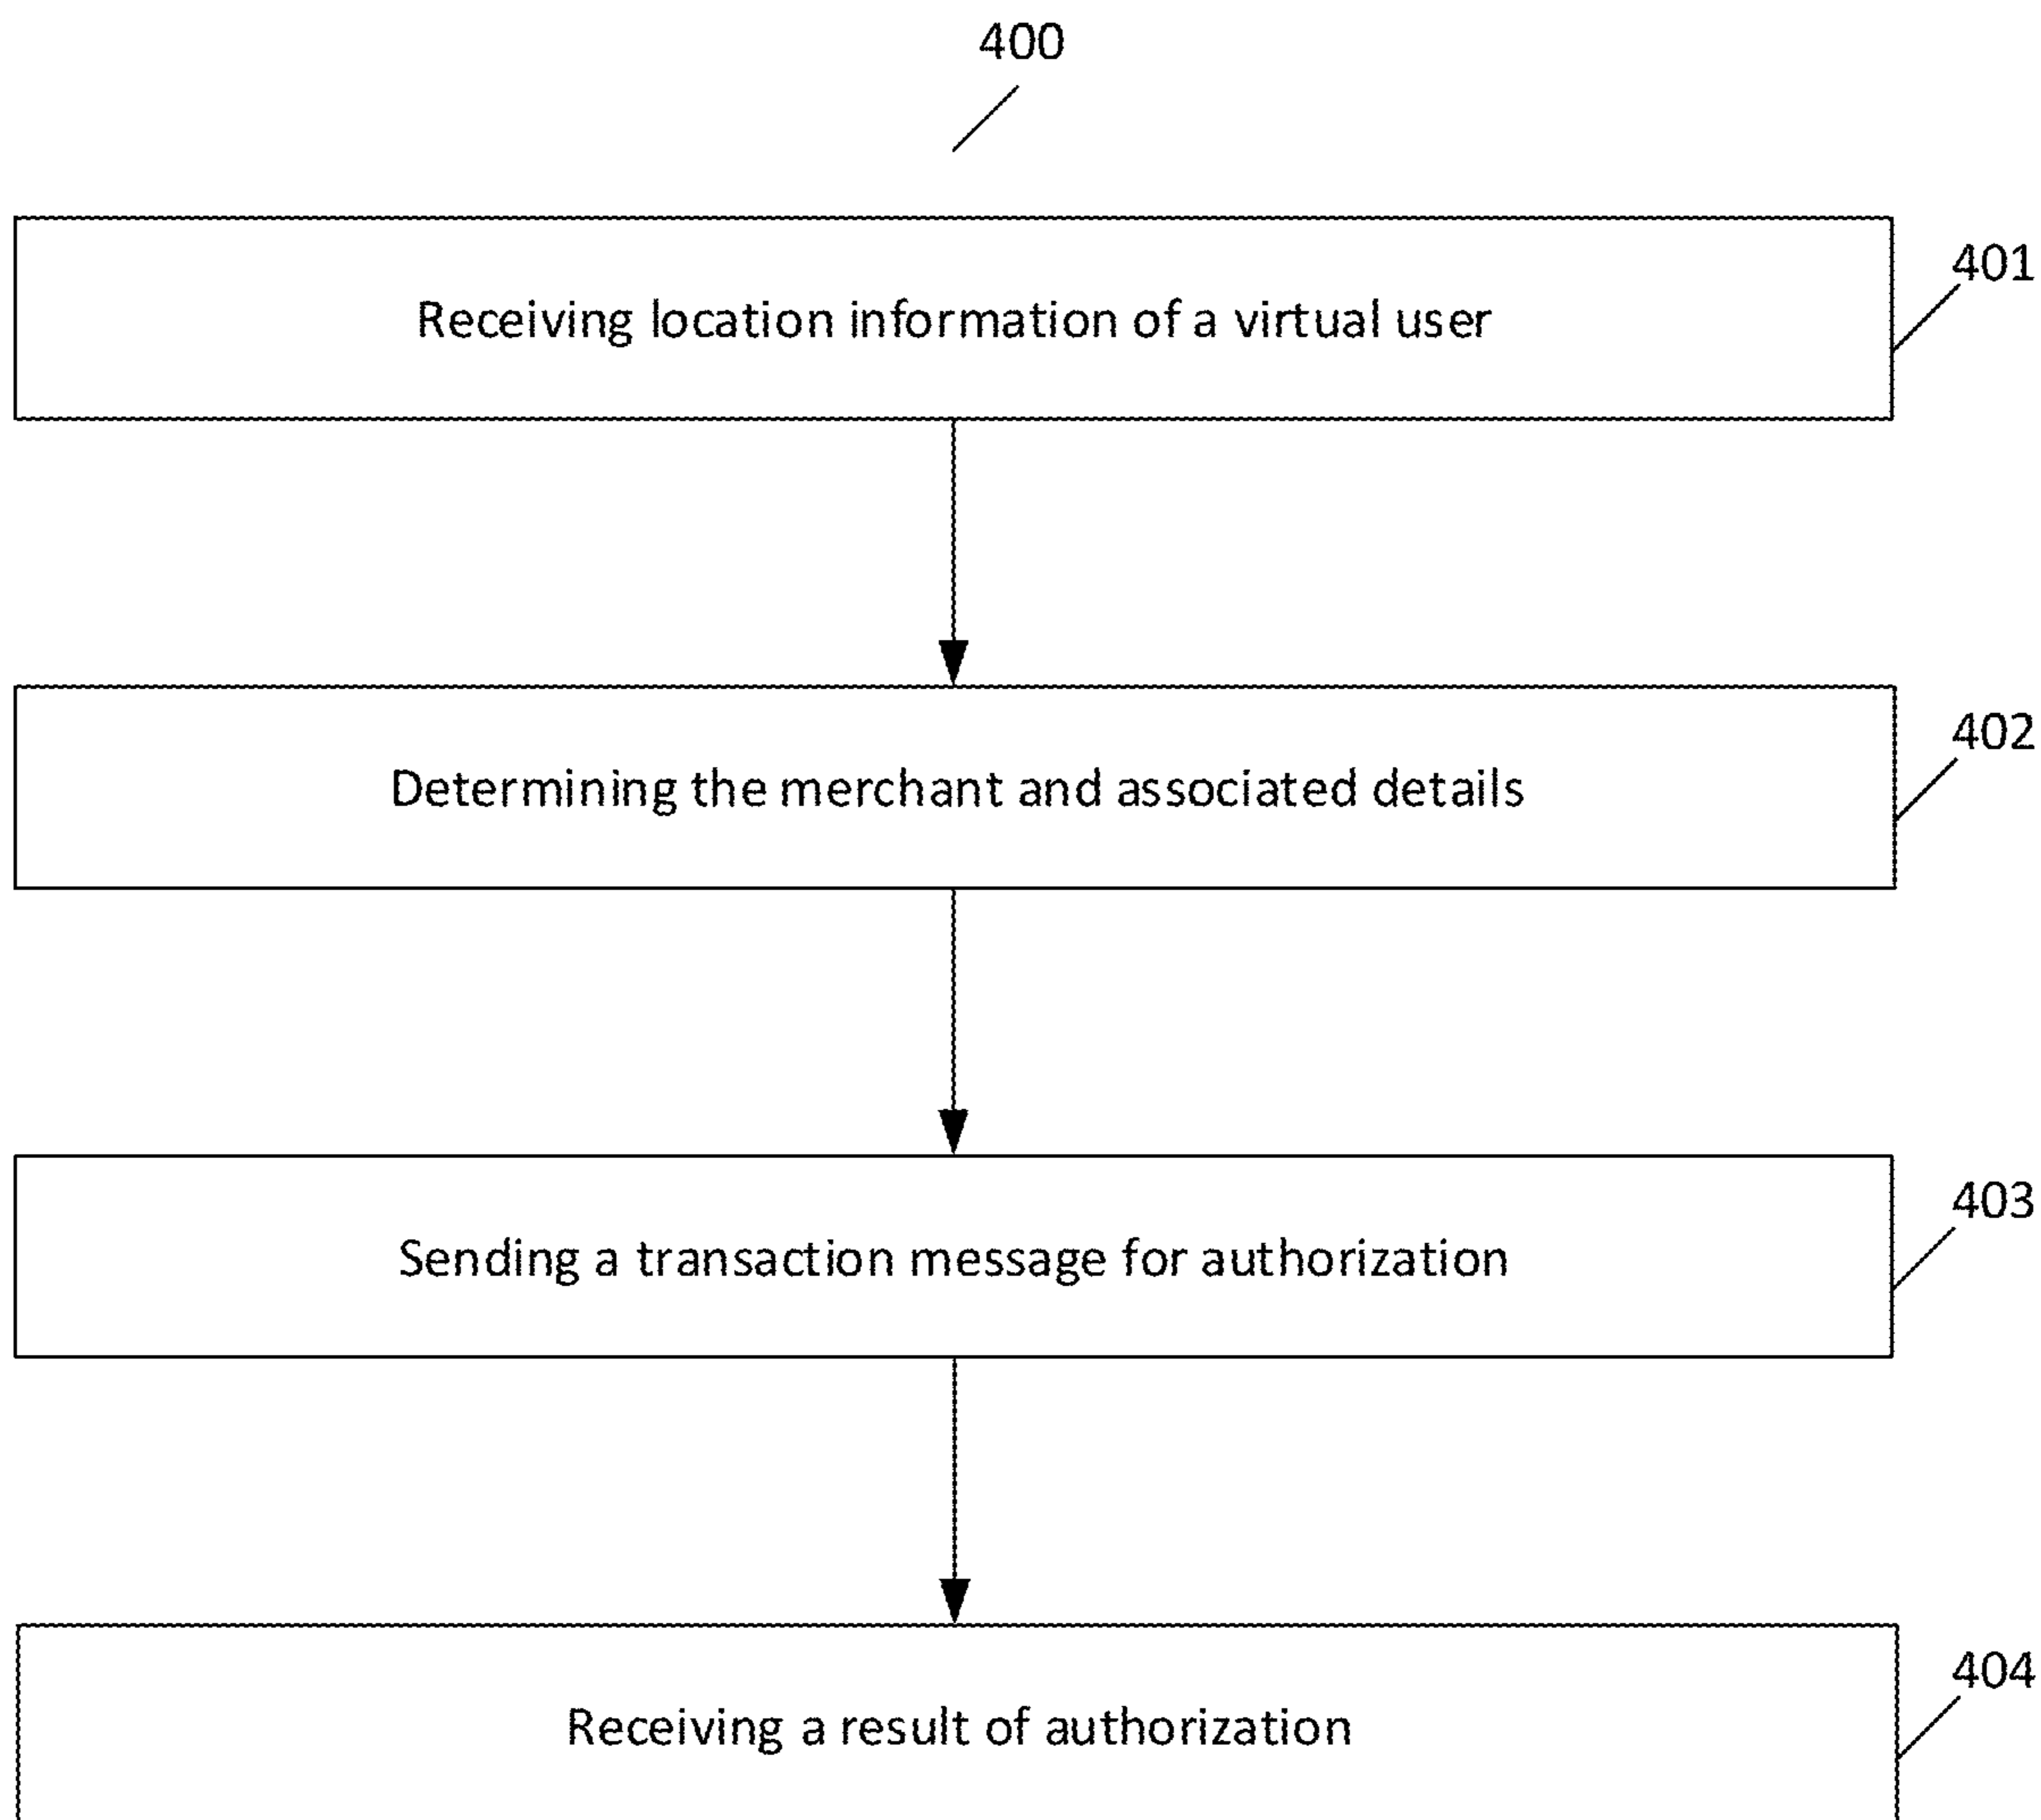 400
401
Receiving location information of a virtual user
402
Determining the merchant and associated details
403
Sending a transaction message for authorization
404
Receiving a result of authorization